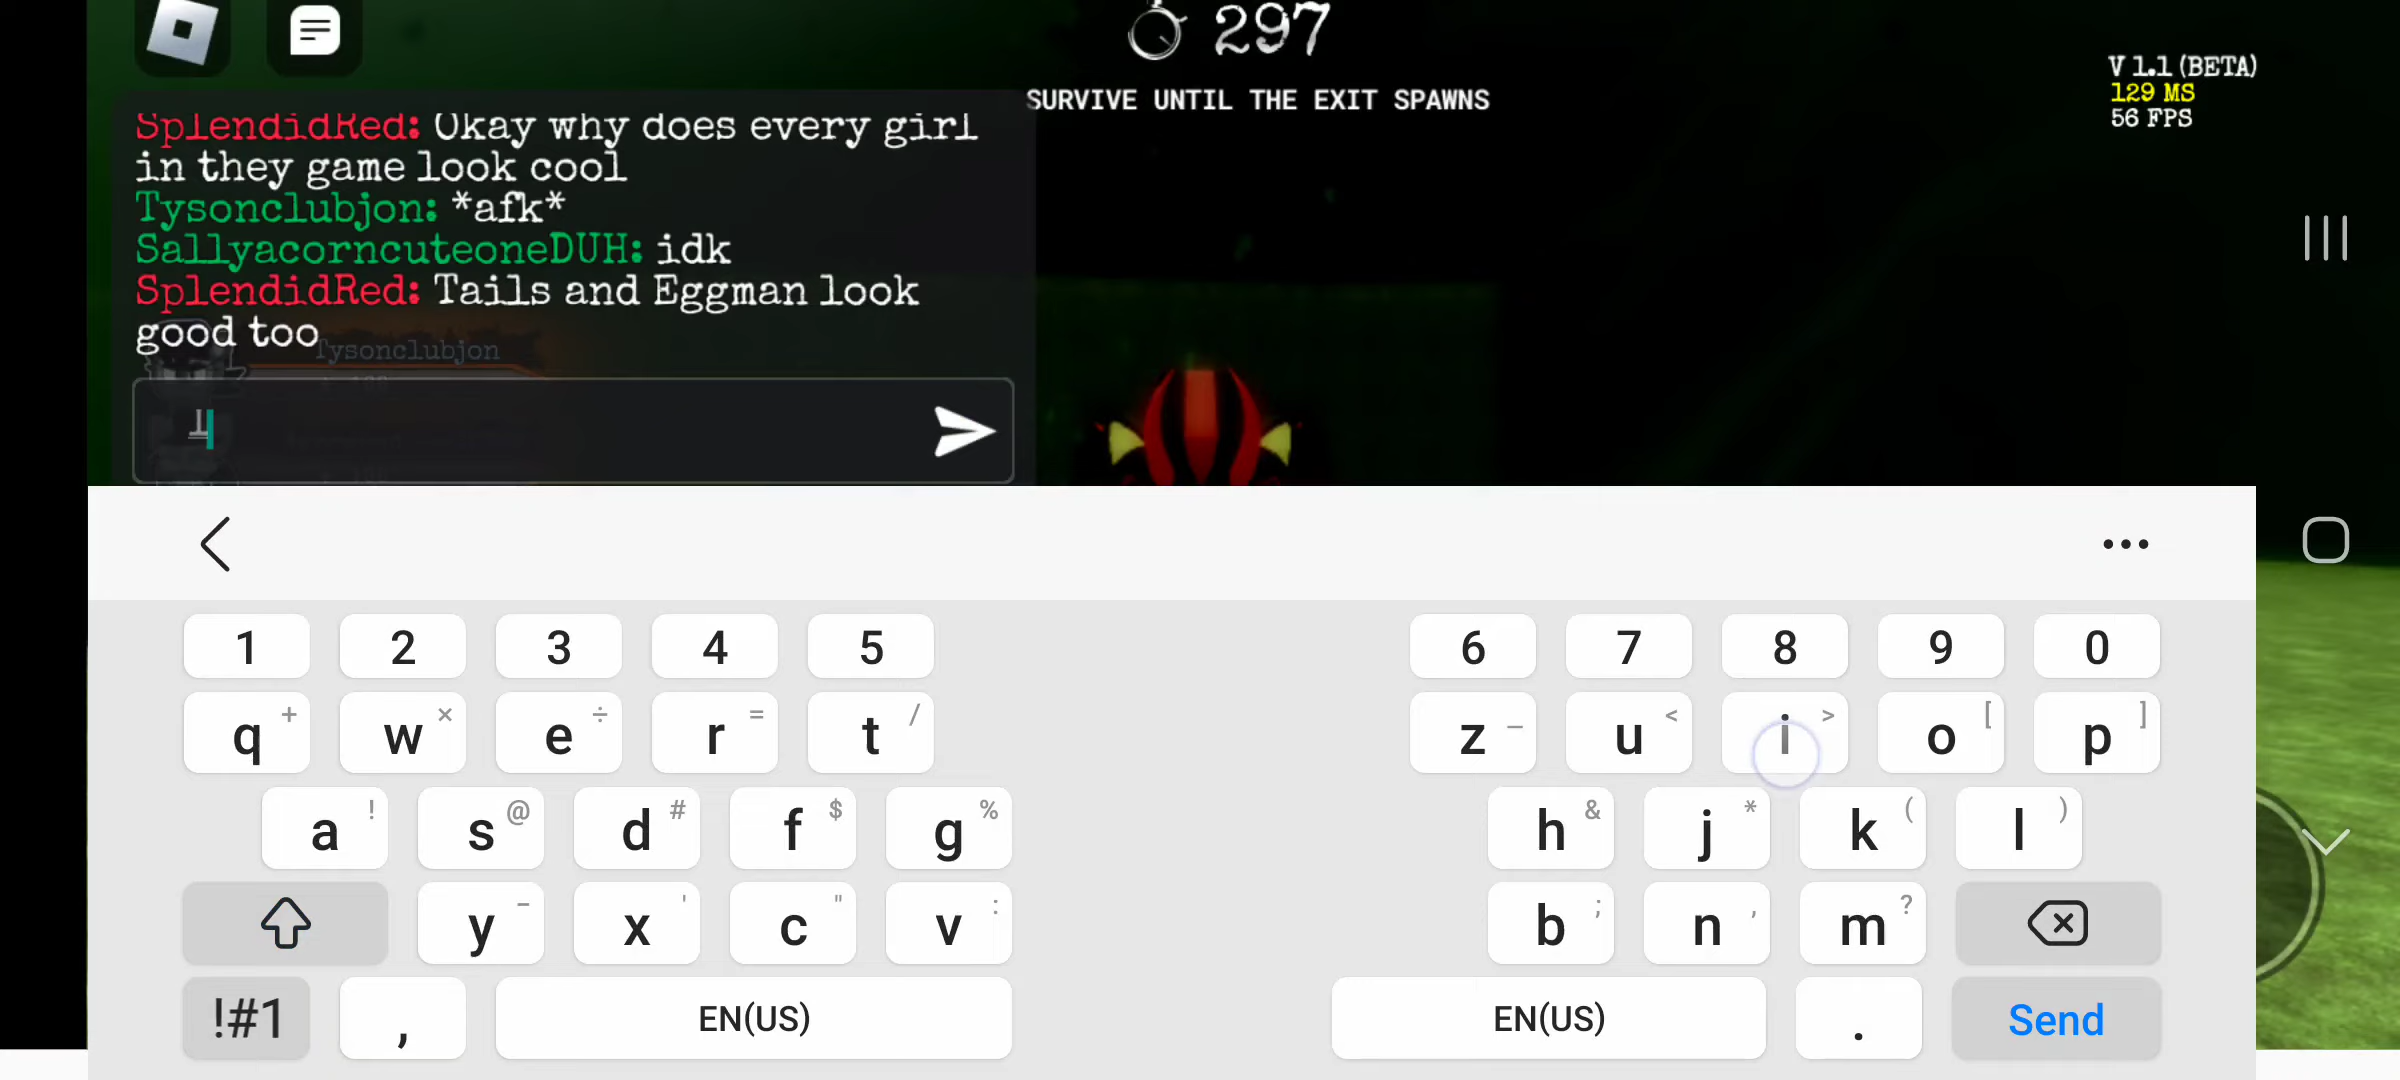 297
SURVIVE UNTIL THE EXIT SPAWNS
V 1.1 (BETA)
129 MS
56 FPS
SplendidRed: Okay why does every girl
in they game look cool
Tysonclubjon: *afk*
SallyacorncuteoneDUH: idk
SplendidRed: Tails and Eggman look
good too
Tysonclubjon
1 2 3 4 5 6 7 8 9 0
q + w × e ÷ r = t / z _ u < i > o [ p ]
a ! s @ d # f $ g % h & j * k ( l )
y - x ' c " v : b ; n , m ?
!#1 , EN(US) EN(US) . Send